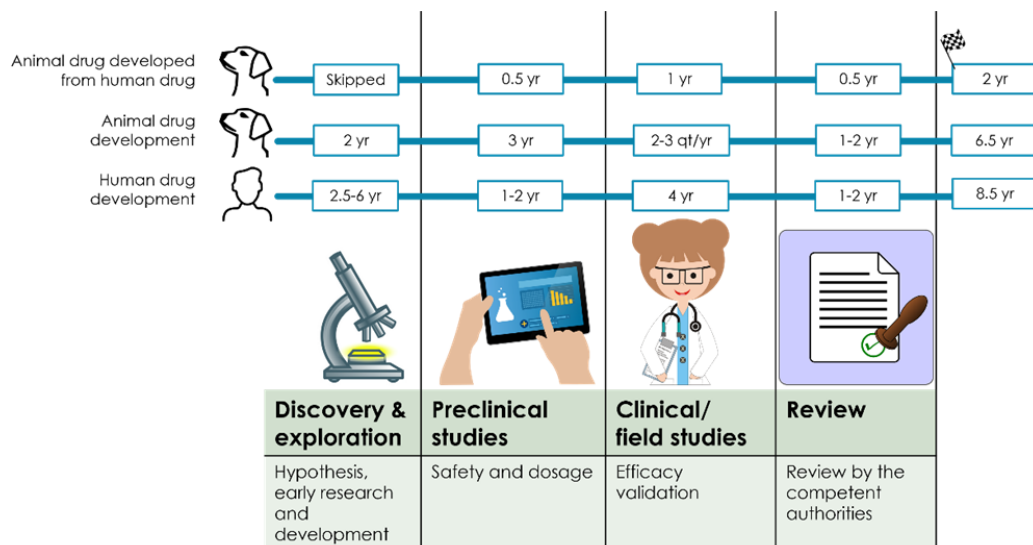 Animal drug developed
from human drug
Skipped
0.5 yr
1 yr
0.5 yr
2 yr
Animal drug
development
2 yr
3 yr
2-3 qt/yr
1-2 yr
6.5 yr
Human drug
development
2.5-6 yr
1-2 yr
4 yr
1-2 yr
8.5 yr
Discovery &
exploration
Preclinical
studies
Clinical/
field studies
Review
Hypothesis,
early research
and
development
Safety and dosage
Efficacy
validation
Review by the
competent
authorities